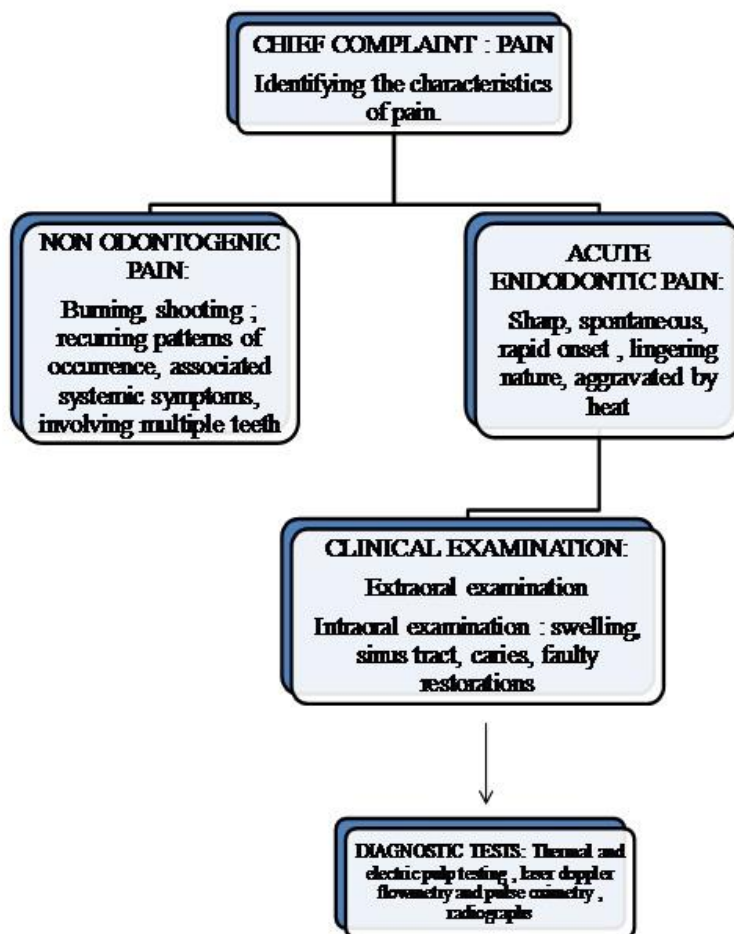 CHIEF COMPLAINT : PAIN
Identifying the characteristics
of pain.
NON ODONTOGENIC
PAIN:
Burning, shooting ;
recurring patterns of
occurrence, associated
systemic symptoms,
involving multiple teeth
ACUTE
ENDODONTIC PAIN:
Sharp, spontaneous,
rapid onset , lingering
nature, aggravated by
heat
CLINICAL EXAMINATION:
Extraoral examination
Intraoral examination : swelling,
sinus tract, caries, faulty
restorations
DIAGNOSTIC TESTS: Thermal and
electric pulp testing , laser doppler
flowmetry and pulse oximetry ,
radiographs